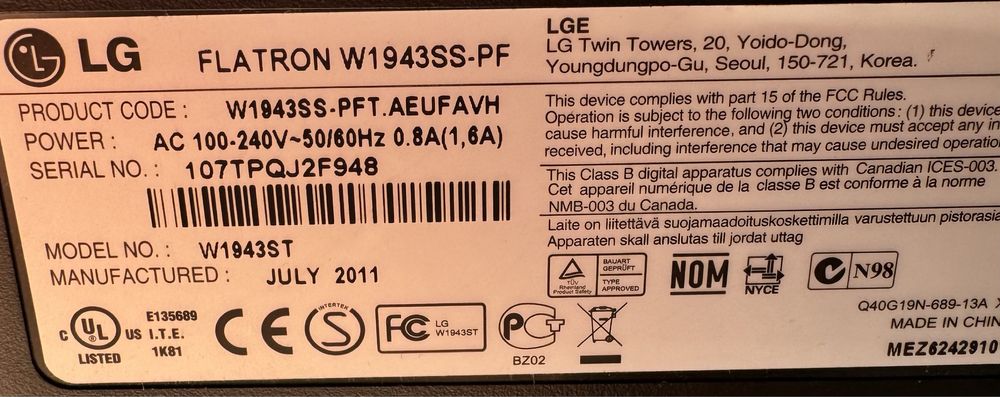 LG FLATRON W1943SS-PF
PRODUCT CODE : W1943SS-PFT.AEUFAVH
POWER : AC 100-240V~50/60Hz 0.8A(1,6A)
SERIAL NO. : 107TPQJ2F948
MODEL NO. : W1943ST
MANUFACTURED : JULY 2011
C UL US LISTED
E135689
I.T.E.
1K81
CE
INTERTEK
S
FC LG
W1943ST
LGE
LG Twin Towers, 20, Yoido-Dong,
Youngdungpo-Gu, Seoul, 150-721, Korea.
This device complies with part 15 of the FCC Rules.
Operation is subject to the following two conditions: (1) this device
cause harmful interference, and (2) this device must accept any
received, including interference that may cause undesired
This Class B digital apparatus complies with Canadian ICES-003.
Cet appareil numérique de la classe B est conforme à la norme
NMB-003 du Canada.
Laite on liitettävä suojamaadoituskoskettimilla varustettuun
Apparaten skall anslutas till jordat uttag
TÜV
Rheinland
Product Safety
BAUART
GEPRÜFT
TYPE
APPROVED
NOM
NYCE
N98
Q40G19N-689-13A
MADE IN
MEZ6242910
PCT
BZ02